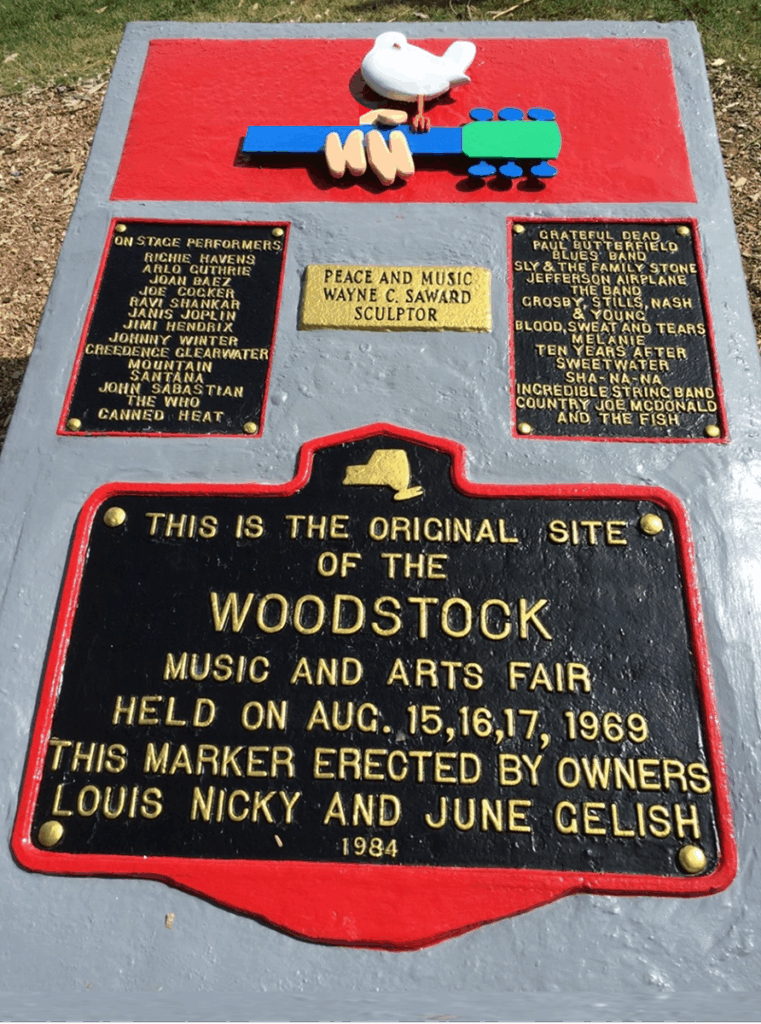 ON STAGE PERFORMERS
RICHIE HAVENS
ARLO GUTHRIE
JOAN BAEZ
JOE COCKER
RAVI SHANKAR
JANIS JOPLIN
JIMI HENDRIX
JOHNNY WINTER
CREEDENCE CLEARWATER
MOUNTAIN
SANTANA
JOHN SABASTIAN
THE WHO
CANNED HEAT
PEACE AND MUSIC
WAYNE C. SAWARD
SCULPTOR
GRATEFUL DEAD
PAUL BUTTERFIELD
BLUES' BAND
SLY & THE FAMILY STONE
JEFFERSON AIRPLANE
THE BAND
CROSBY, STILLS, NASH
& YOUNG
BLOOD, SWEAT AND TEARS
MELANIE
TEN YEARS AFTER
SWEETWATER
SHA-NA-NA
INCREDIBLE STRING BAND
COUNTRY JOE MCDONALD
AND THE FISH
THIS IS THE ORIGINAL SITE
OF THE
WOODSTOCK
MUSIC AND ARTS FAIR
HELD ON AUG. 15,16,17, 1969
THIS MARKER ERECTED BY OWNERS
LOUIS NICKY AND JUNE GELISH
1984